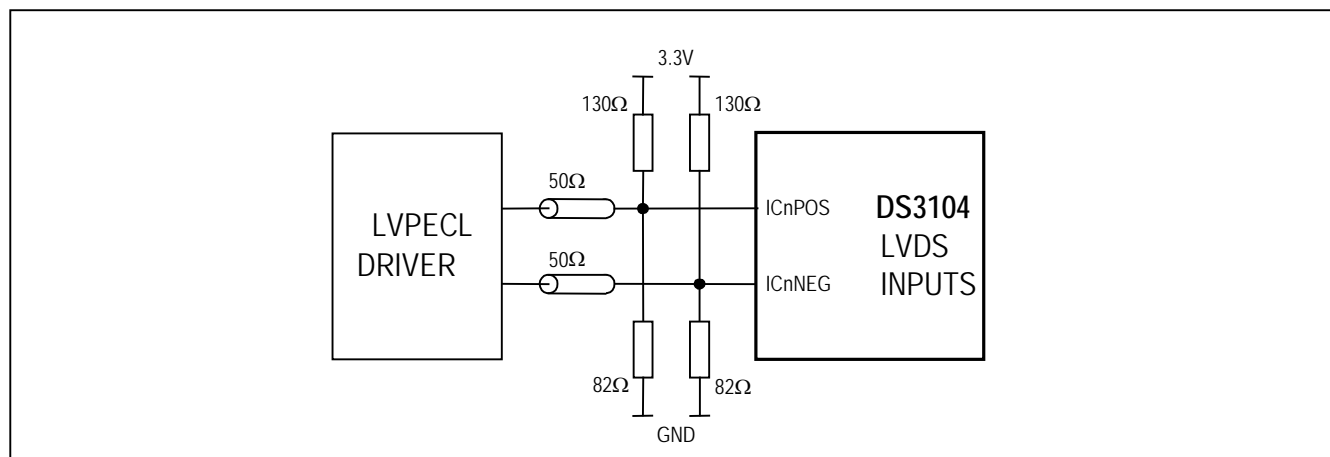 3.3V
130Ω
130Ω
50Ω
LVPECL
DRIVER
50Ω
ICnPOS
ICnNEG
DS3104
LVDS
INPUTS
82Ω
82Ω
GND